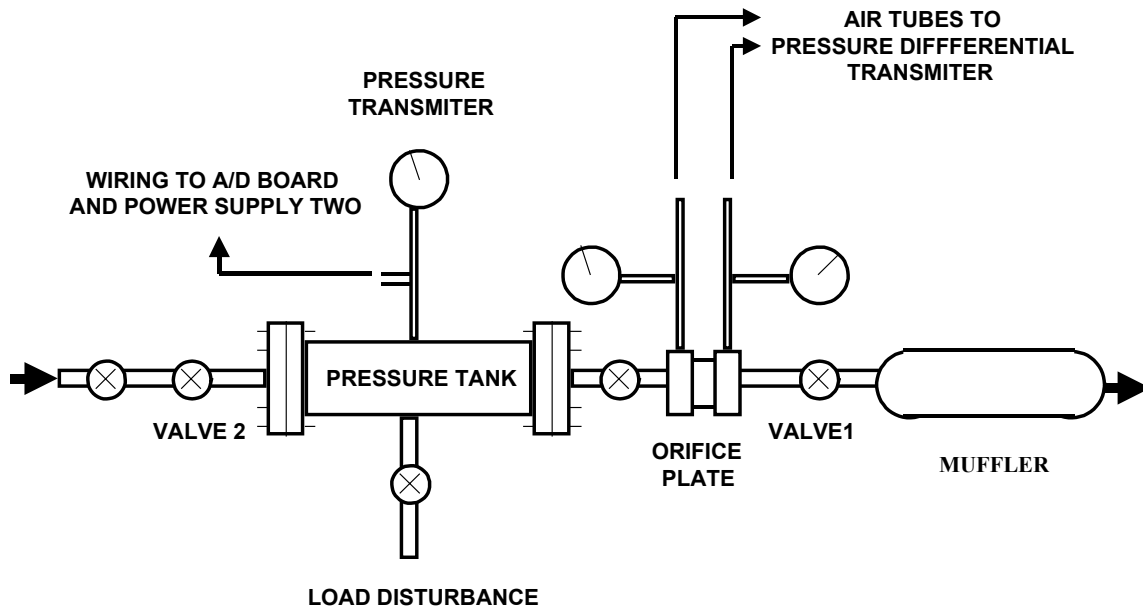 AIR TUBES TO
PRESSURE DIFFFERENTIAL
TRANSMITER
PRESSURE
TRANSMITER
WIRING TO A/D BOARD
AND POWER SUPPLY TWO
PRESSURE TANK
VALVE 2
ORIFICE
PLATE
VALVE1
MUFFLER
LOAD DISTURBANCE